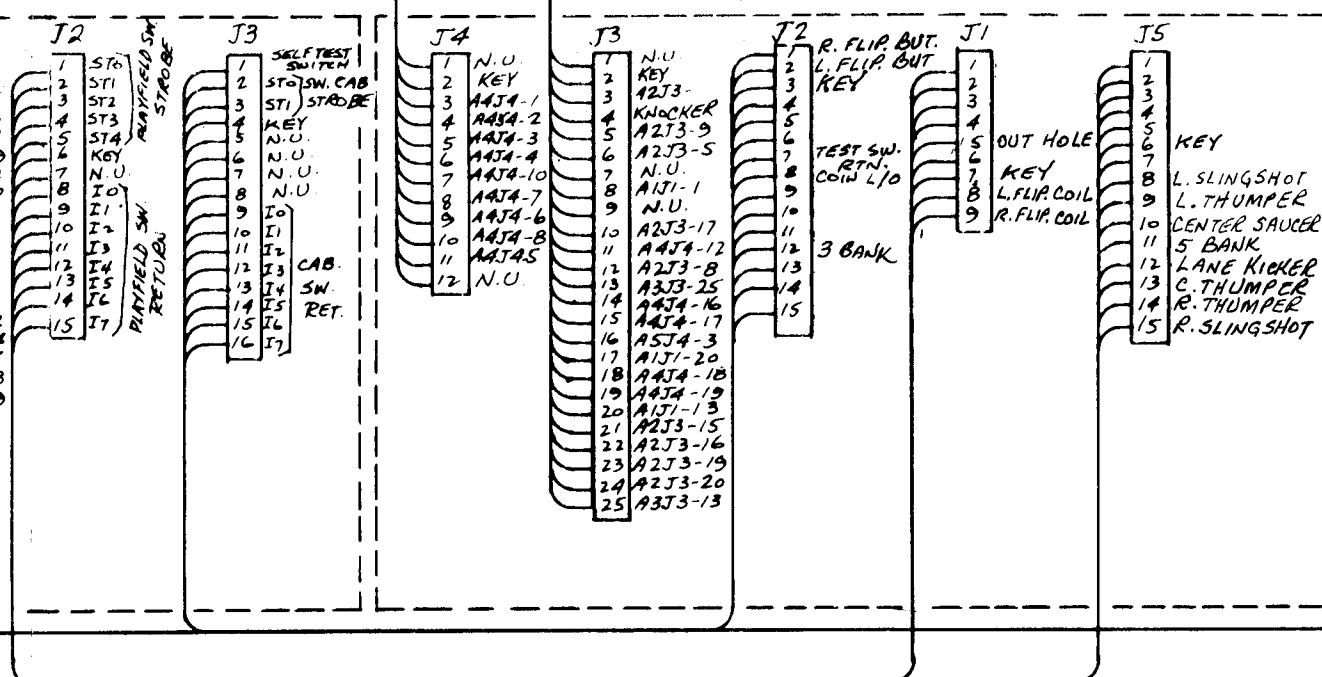 J2
1 ST0
2 ST1
3 ST2
4 ST3
5 ST4
6 KEY
7 N.U.
8 I0
9 I1
10 I2
11 I3
12 I4
13 I5
14 I6
15 I7
PLAYFIELD SW.
STROBE
PLAYFIELD SW.
RETURN
J3
1 SELF TEST
SWITCH
2 ST0 SW. CAB
3 ST1 STROBE
4 KEY
5 N.U.
6 N.U.
7 N.U.
8 N.U.
9 I0
10 I1
11 I2
12 I3 CAB.
13 I4 SW.
14 I5 RET.
15 I6
16 I7
J4
1 N.U.
2 KEY
3 A4J4-1
4 A4J4-2
5 A4J4-3
6 A4J4-4
7 A4J4-10
8 A4J4-7
9 A4J4-6
10 A4J4-8
11 A4J45
12 N.U.
J3
1 N.U.
2 KEY
3 A2J3-
4 KNOCKER
5 A2J3-9
6 A2J3-5
7 N.U.
8 A1J1-1
9 N.U.
10 A2J3-17
11 A4J4-12
12 A2J3-8
13 A3J3-25
14 A4J4-16
15 A4J4-17
16 A5J4-3
17 A1J1-20
18 A4J4-18
19 A4J4-19
20 A1J1-13
21 A2J3-15
22 A2J3-16
23 A2J3-19
24 A2J3-20
25 A3J3-13
J2
1 R. FLIP. BUT.
2 L. FLIP. BUT
3 KEY
4
5
6
7 TEST SW.
RTN.
8 COIN L/O
9
10
11
12 3 BANK
13
14
15
J1
1
2
3
4
5 OUT HOLE
6
7 KEY
8 L. FLIP. COIL
9 R. FLIP. COIL
J5
1
2
3
4
5
6 KEY
7
8 L. SLINGSHOT
9 L. THUMPER
10 CENTER SAUCER
11 5 BANK
12 LANE KICKER
13 C. THUMPER
14 R. THUMPER
15 R. SLINGSHOT